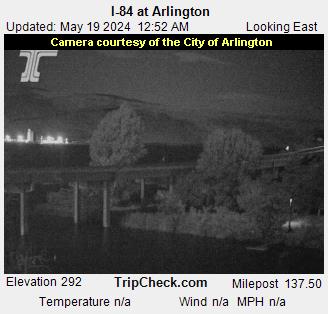 I-84 at Arlington
Updated: May 19 2024 12:52 AM Looking East
Camera courtesy of the City of Arlington
Elevation 292 TripCheck.com Milepost 137.50
Temperature n/a Wind n/a MPH n/a